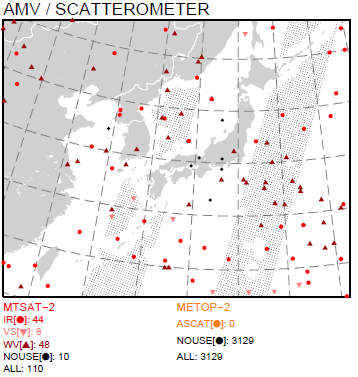 AMV / SCATTEROMETER
MTSAT-2
IR[●]: 44
VS[▼]: 8
WV[▲]: 48
NOUSE[●]: 10
ALL: 110
METOP-2
ASCAT[●]: 0
NOUSE[●]: 3129
ALL: 3129